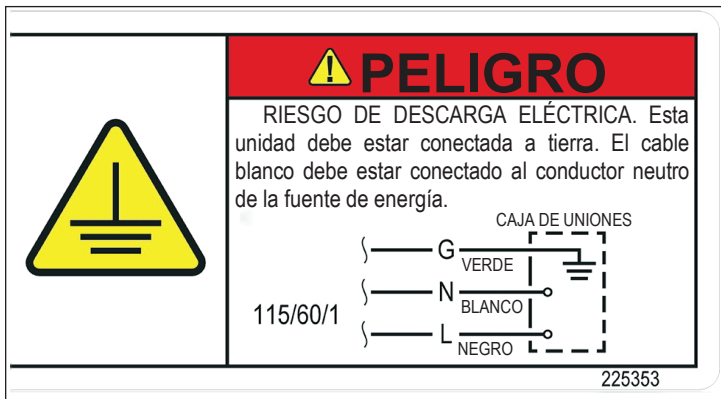 PELIGRO
RIESGO DE DESCARGA ELÉCTRICA. Esta
unidad debe estar conectada a tierra. El cable
blanco debe estar conectado al conductor neutro
de la fuente de energía.
CAJA DE UNIONES
G
VERDE
115/60/1
N
BLANCO
L
NEGRO
225353